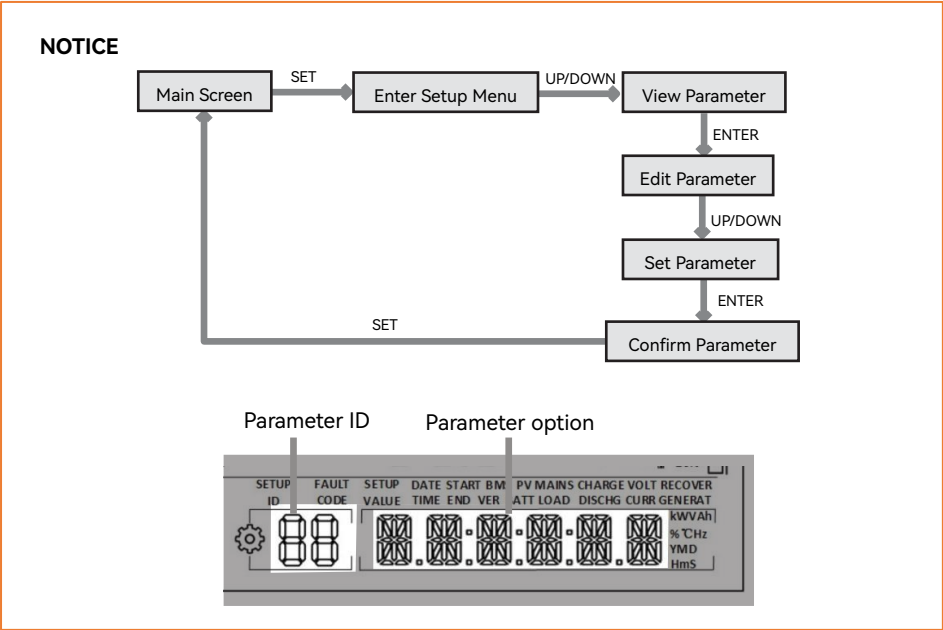 NOTICE
SET
UP/DOWN
Main Screen
Enter Setup Menu
View Parameter
ENTER
Edit Parameter
UP/DOWN
Set Parameter
ENTER
SET
Confirm Parameter
Parameter ID
Parameter option
SETUP FAULT SETUP DATE START BM PV MAINS CHARGE VOLT RECOVER
ID CODE VALUE TIME END VER ATT LOAD DISCHG CURR GENERAT
kWVAh
%℃Hz
YMD
HmS